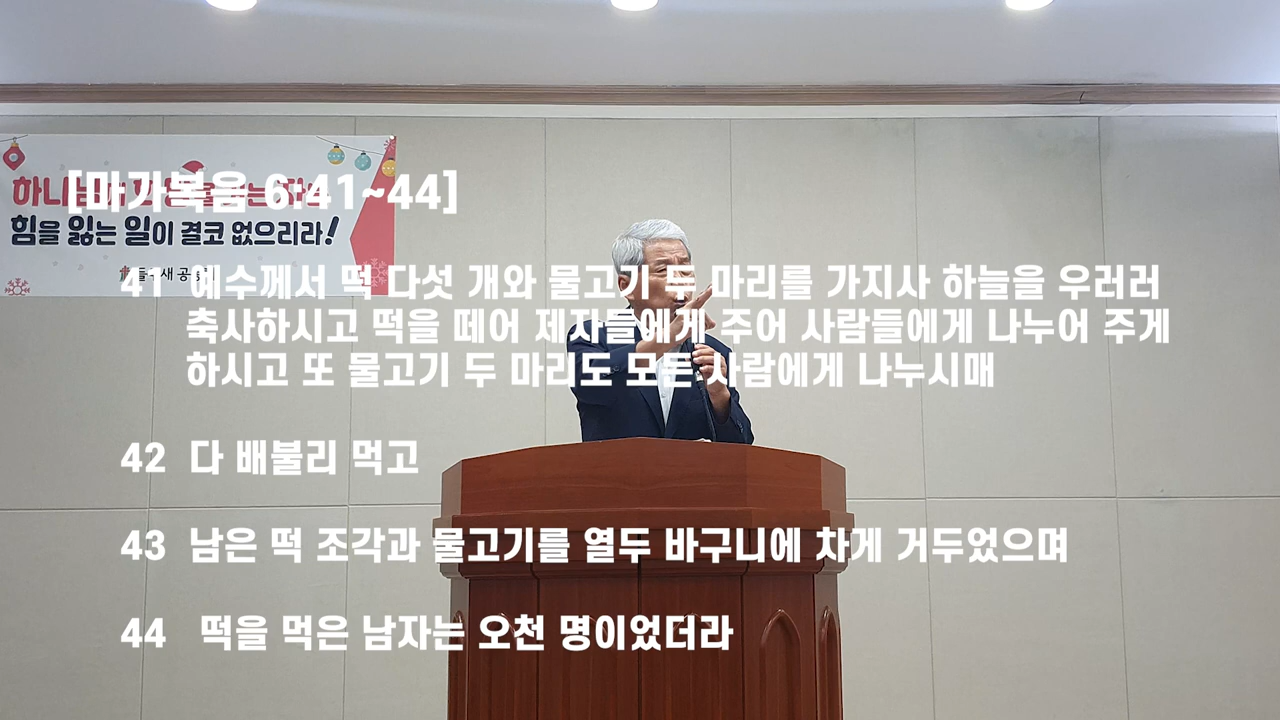 [마가복음 6:41~44]
힘을 잃는 일이 결코 없으리라!
41 예수께서 떡 다섯 개와 물고기 두 마리를 가지사 하늘을 우러러
축사하시고 떡을 떼어 제자들에게 주어 사람들에게 나누어 주게
하시고 또 물고기 두 마리도 모든 사람에게 나누시매
42 다 배불리 먹고
43 남은 떡 조각과 물고기를 열두 바구니에 차게 거두었으며
44 떡을 먹은 남자는 오천 명이었더라